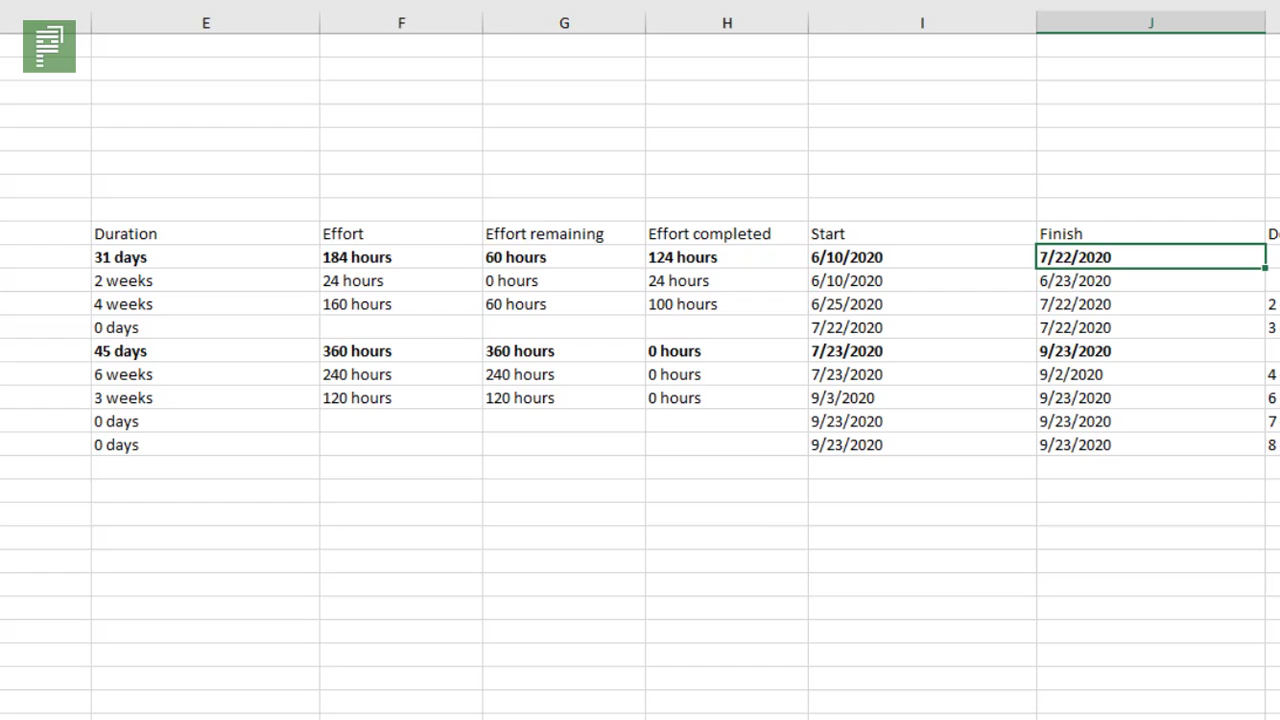 E F G H I J
Duration Effort Effort remaining Effort completed Start Finish
31 days 184 hours 60 hours 124 hours 6/10/2020 7/22/2020
2 weeks 24 hours 0 hours 24 hours 6/10/2020 6/23/2020
4 weeks 160 hours 60 hours 100 hours 6/25/2020 7/22/2020 2
0 days 7/22/2020 7/22/2020 3
45 days 360 hours 360 hours 0 hours 7/23/2020 9/23/2020
6 weeks 240 hours 240 hours 0 hours 7/23/2020 9/2/2020 4
3 weeks 120 hours 120 hours 0 hours 9/3/2020 9/23/2020 6
0 days 9/23/2020 9/23/2020 7
0 days 9/23/2020 9/23/2020 8